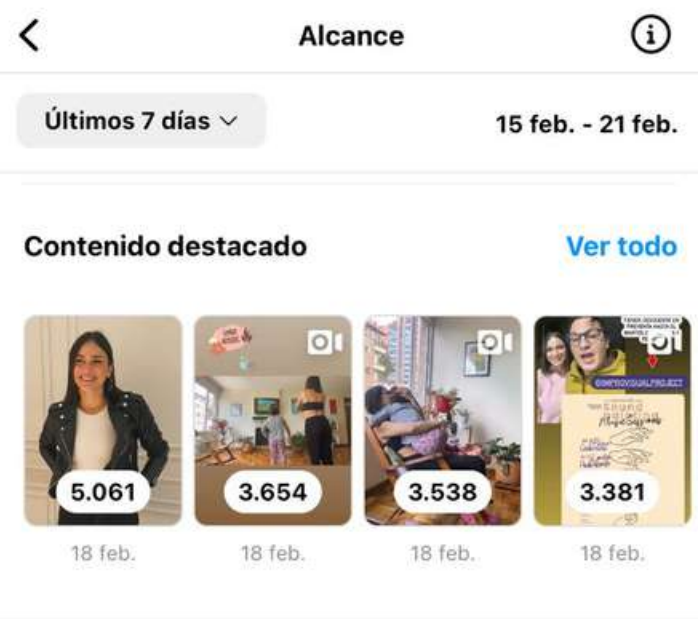 Alcance
Últimos 7 días
15 feb. - 21 feb.
Contenido destacado
Ver todo
5.061
3.654
3.538
3.381
18 feb.
18 feb.
18 feb.
18 feb.